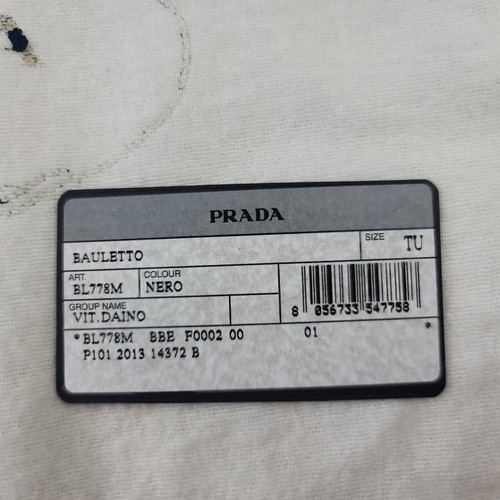 PRADA
BAULETTO
SIZE TU
ART. BL778M
COLOUR NERO
GROUP NAME
VIT.DAINO
8 056733 547758
*BL778M BBE F0002 00 01 *
P101 2013 14372 B